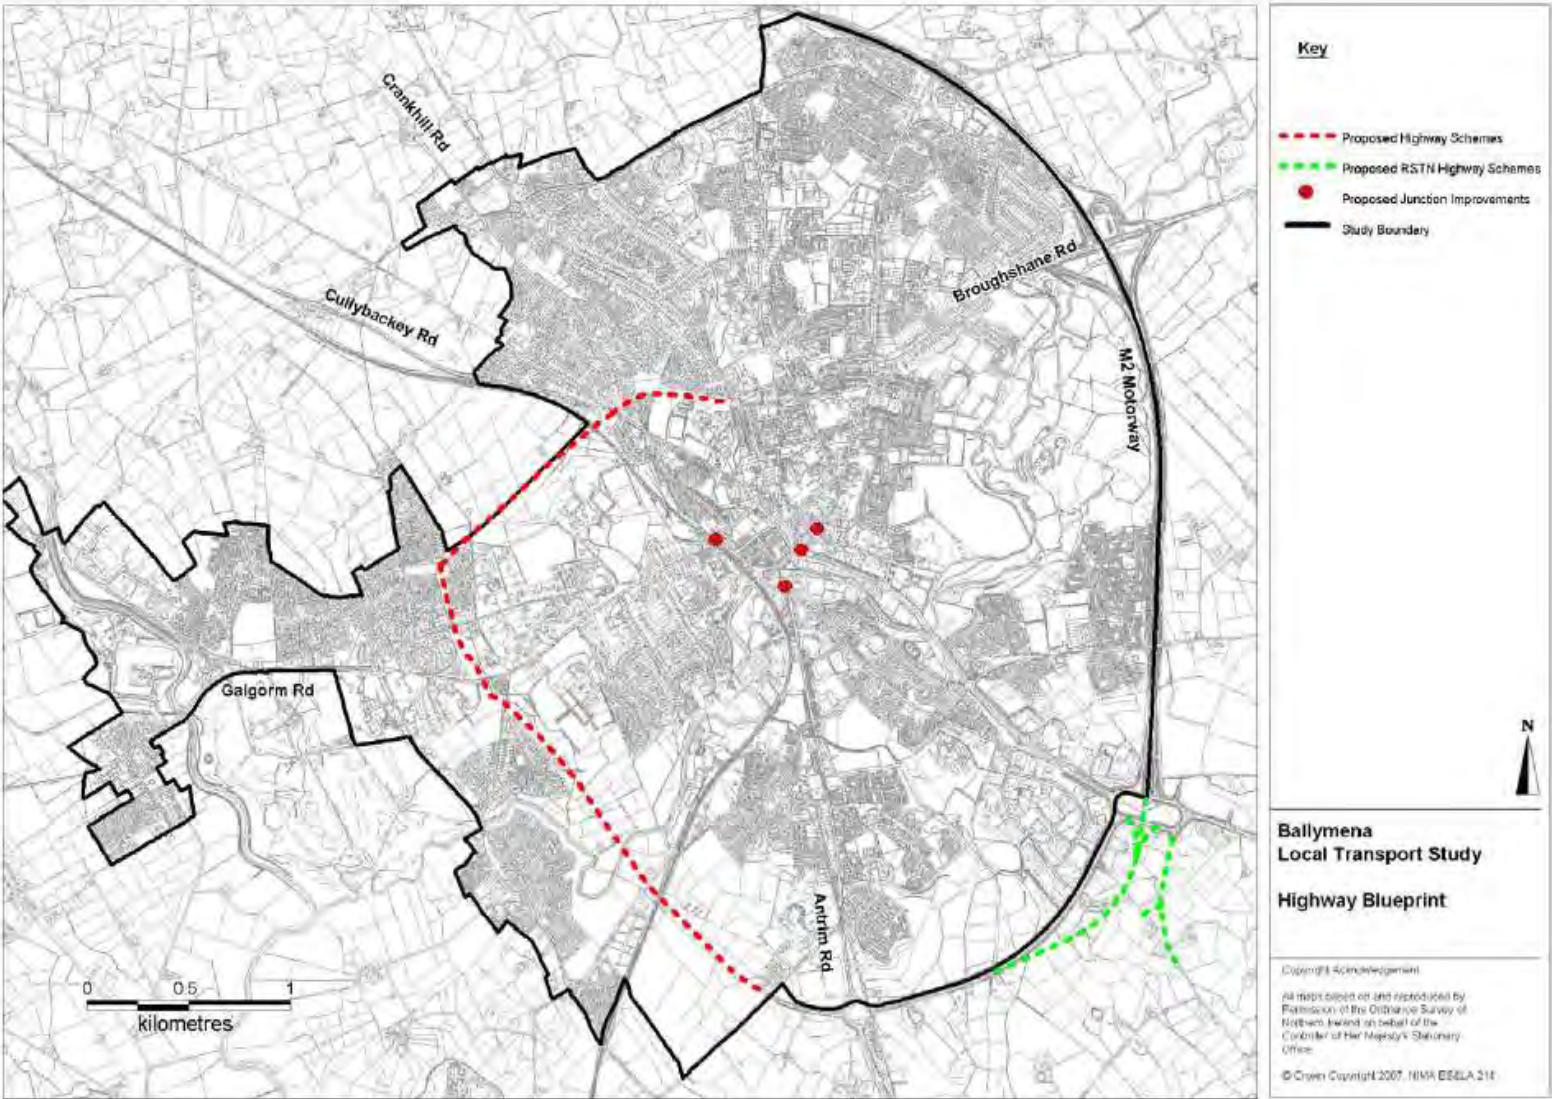 Crankhill Rd
Cullybackey Rd
Broughshane Rd
M2 Motorway
Galgorm Rd
Antrim Rd
0 0.5 1
kilometres
Key
Proposed Highway Schemes
Proposed RSTN Highway Schemes
Proposed Junction Improvements
Study Boundary
N
Ballymena
Local Transport Study
Highway Blueprint
Copyright Acknowledgement
All maps based on and reproduced by
Permission of the Ordnance Survey of
Northern Ireland on behalf of the
Controller of Her Majesty's Stationary
Office
© Crown Copyright 2007, NIMA